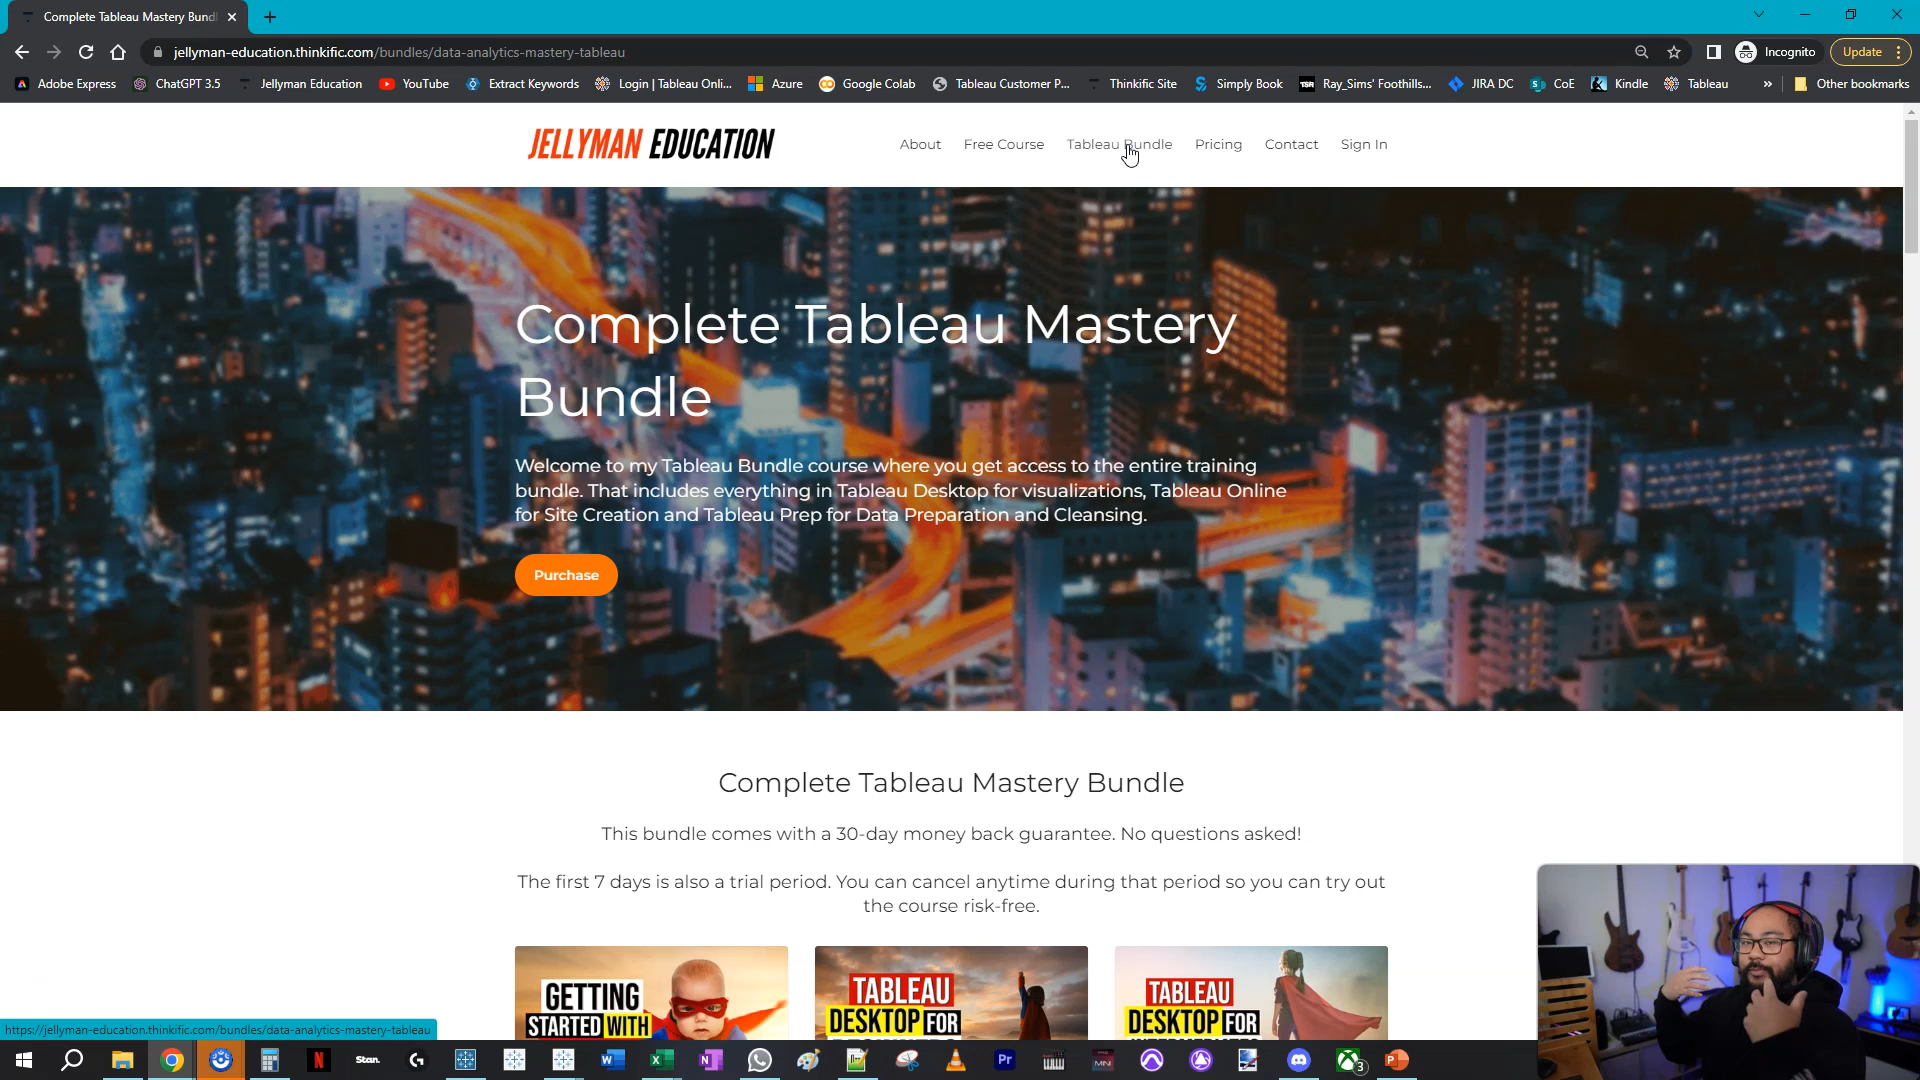 Complete Tableau Mastery Bund
jellyman-education.thinkific.com/bundles/data-analytics-mastery-tableau
Incognito
Update
Adobe Express
ChatGPT 3.5
Jellyman Education
YouTube
Extract Keywords
Login | Tableau Onli...
Azure
Google Colab
Tableau Customer P...
Thinkific Site
Simply Book
Ray_Sims' Foothills...
JIRA DC
CoE
Kindle
Tableau
»
Other bookmarks
JELLYMAN EDUCATION
About
Free Course
Tableau Bundle
Pricing
Contact
Sign In
Complete Tableau Mastery
Bundle
Welcome to my Tableau Bundle course where you get access to the entire training
bundle. That includes everything in Tableau Desktop for visualizations, Tableau Online
for Site Creation and Tableau Prep for Data Preparation and Cleansing.
Purchase
Complete Tableau Mastery Bundle
This bundle comes with a 30-day money back guarantee. No questions asked!
The first 7 days is also a trial period. You can cancel anytime during that period so you can try out
the course risk-free.
GETTING
STARTED WITH
TABLEAU
DESKTOP FOR
TABLEAU
DESKTOP FOR
https://jellyman-education.thinkific.com/bundles/data-analytics-mastery-tableau
Stan.
Pr
3